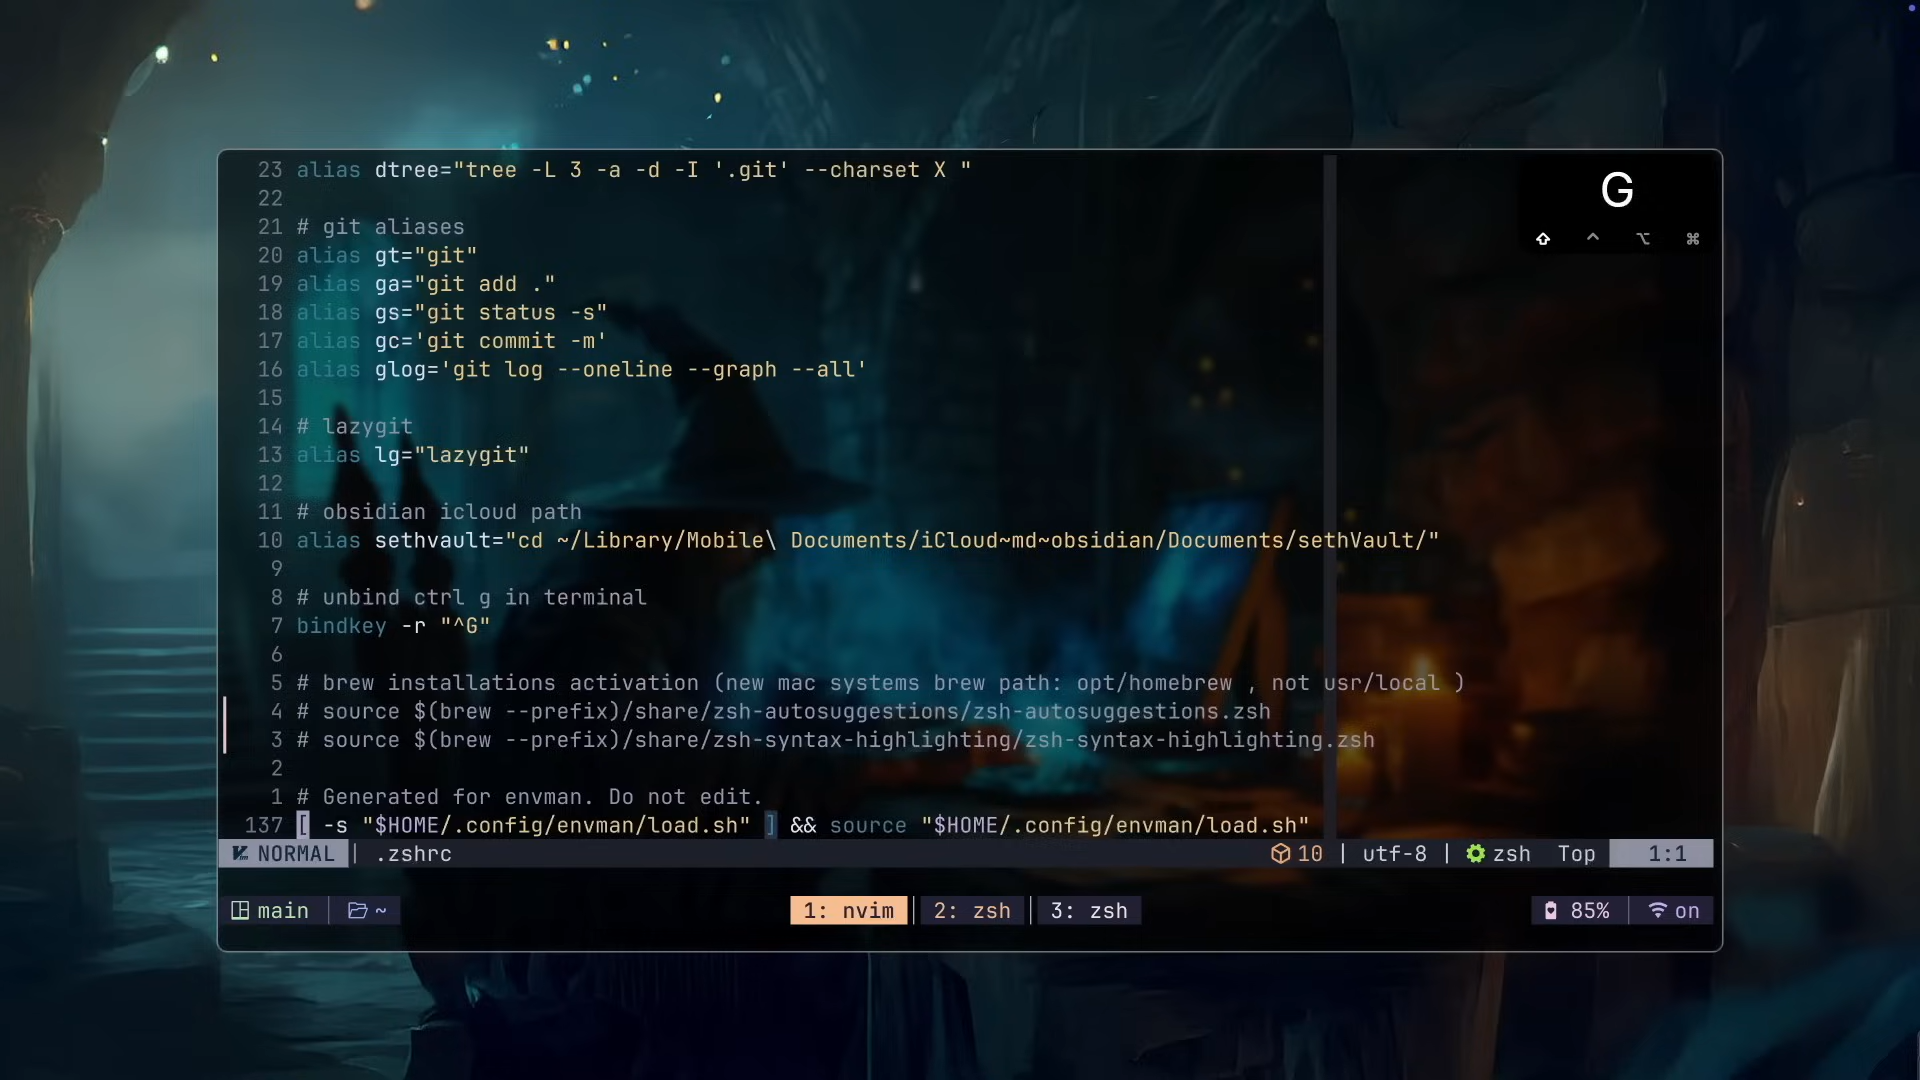 G
23 alias dtree="tree -L 3 -a -d -I '.git' --charset X "
22
21 # git aliases
20 alias gt="git"
19 alias ga="git add ."
18 alias gs="git status -s"
17 alias gc='git commit -m'
16 alias glog='git log --oneline --graph --all'
15
14 # lazygit
13 alias lg="lazygit"
12
11 # obsidian icloud path
10 alias sethvault="cd ~/Library/Mobile\ Documents/iCloud~md~obsidian/Documents/sethVault/"
9
8 # unbind ctrl g in terminal
7 bindkey -r "^G"
6
5 # brew installations activation (new mac systems brew path: opt/homebrew , not usr/local )
4 # source $(brew --prefix)/share/zsh-autosuggestions/zsh-autosuggestions.zsh
3 # source $(brew --prefix)/share/zsh-syntax-highlighting/zsh-syntax-highlighting.zsh
2
1 # Generated for envman. Do not edit.
137 [ -s "$HOME/.config/envman/load.sh" ] && source "$HOME/.config/envman/load.sh"
NORMAL | .zshrc 10 | utf-8 | zsh Top 1:1
main | ~ 1: nvim | 2: zsh | 3: zsh 85% | on